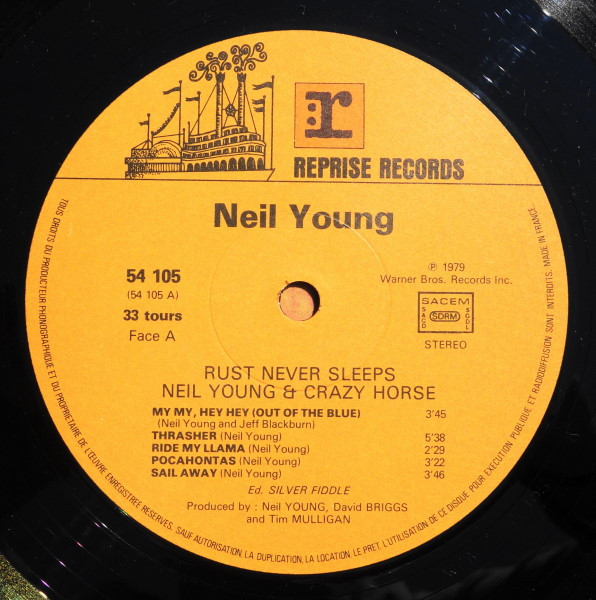 :r
REPRISE RECORDS
Neil Young
54 105
(54 105 A)
33 tours
Face A
℗ 1979
Warner Bros. Records Inc.
SACEM
SACD
SDRM
SGDL
STEREO
RUST NEVER SLEEPS
NEIL YOUNG & CRAZY HORSE
MY MY, HEY HEY (OUT OF THE BLUE) 3'45
(Neil Young and Jeff Blackburn)
THRASHER (Neil Young) 5'38
RIDE MY LLAMA (Neil Young) 2'29
POCAHONTAS (Neil Young) 3'22
SAIL AWAY (Neil Young) 3'46
Ed. SILVER FIDDLE
Produced by : Neil YOUNG, David BRIGGS
and Tim MULLIGAN
TOUS DROITS DU PRODUCTEUR PHONOGRAPHIQUE ET DU PROPRIETAIRE DE L'ŒUVRE ENREGISTREE RESERVES. SAUF AUTORISATION, LA DUPLICATION, LA LOCATION, LE PRET, L'UTILISATION DE CE DISQUE POUR EXECUTION PUBLIQUE ET RADIODIFFUSION SONT INTERDITS. MADE IN FRANCE.